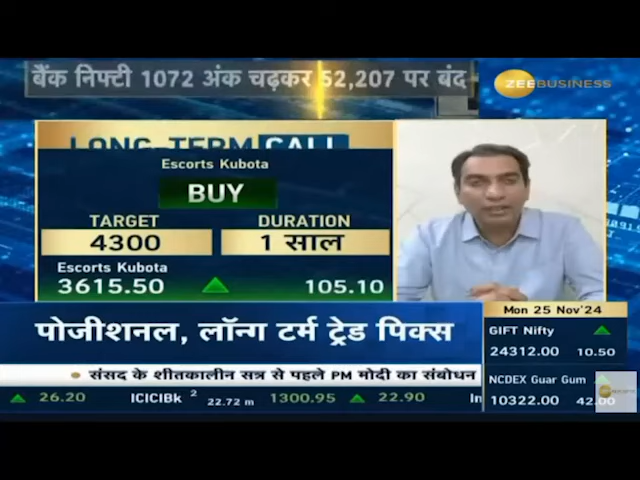 बैंक निफ्टी 1072 अंक चढ़कर 52,207 पर बंद
ZEEBUSINESS
LONG-TERM CALL
Escorts Kubota
BUY
TARGET
DURATION
4300
1 साल
Escorts Kubota
3615.50
105.10
पोजीशनल, लॉन्ग टर्म ट्रेड पिक्स
संसद के शीतकालीन सत्र से पहले PM मोदी का संबोधन
Mon 25 Nov'24
GIFT Nifty
24312.00 10.50
NCDEX Guar Gum
10322.00 42.00
26.20 ICICIBk 2 22.72 m 1300.95 22.90 In